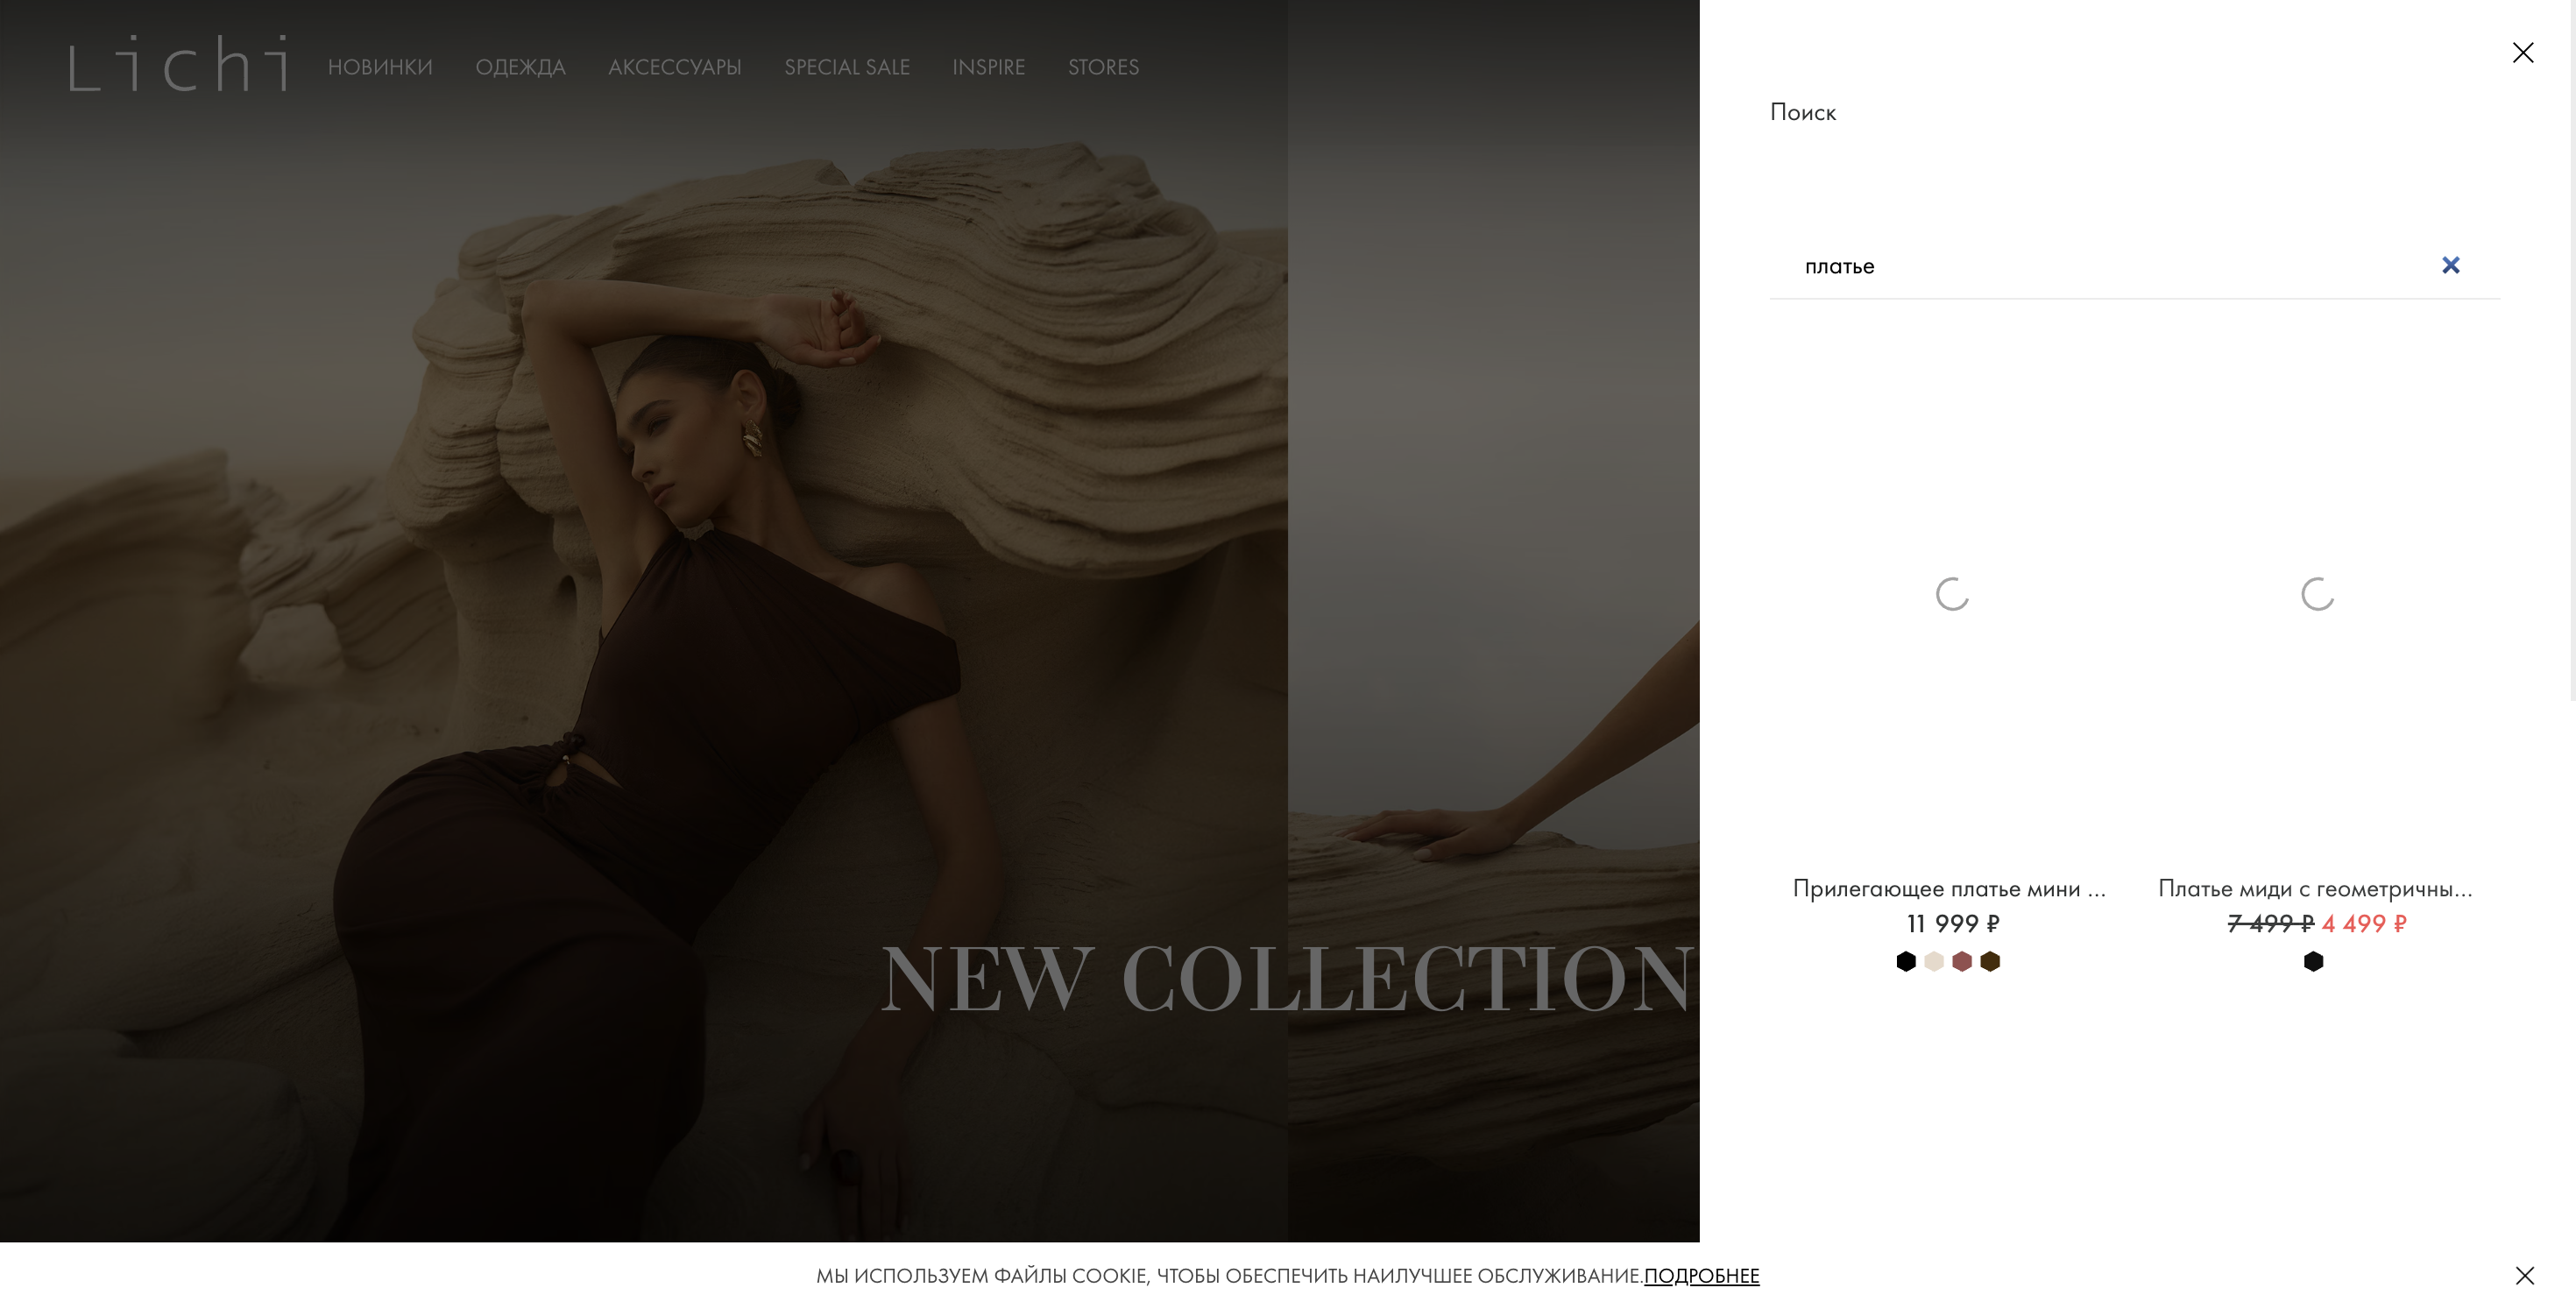 Lichi
НОВИНКИ ОДЕЖДА АКСЕССУАРЫ SPECIAL SALE INSPIRE STORES
NEW COLLECTION
Поиск
платье
Прилегающее платье мини ...
11 999 ₽
Платье миди с геометричны...
7 499 ₽ 4 499 ₽
МЫ ИСПОЛЬЗУЕМ ФАЙЛЫ COOKIE, ЧТОБЫ ОБЕСПЕЧИТЬ НАИЛУЧШЕЕ ОБСЛУЖИВАНИЕ.ПОДРОБНЕЕ